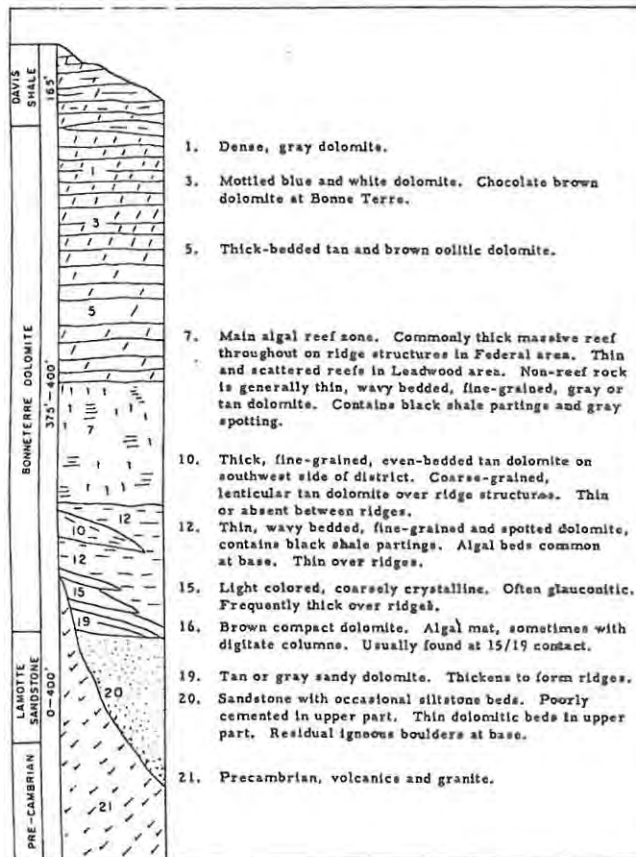 DAVIS
SHALE
165'
BONNETERRE DOLOMITE
375'-400'
LAMOTTE
SANDSTONE
0-400'
PRE-CAMBRIAN
1
3
5
7
12
10
12
15
19
20
21
1. Dense, gray dolomite.
3. Mottled blue and white dolomite. Chocolate brown
dolomite at Bonne Terre.
5. Thick-bedded tan and brown oolitic dolomite.
7. Main algal reef zone. Commonly thick massive reef
throughout on ridge structures in Federal area. Thin
and scattered reefs in Leadwood area. Non-reef rock
is generally thin, wavy bedded, fine-grained, gray or
tan dolomite. Contains black shale partings and gray
spotting.
10. Thick, fine-grained, even-bedded tan dolomite on
southwest side of district. Coarse-grained,
lenticular tan dolomite over ridge structures. Thin
or absent between ridges.
12. Thin, wavy bedded, fine-grained and spotted dolomite,
contains black shale partings. Algal beds common
at base. Thin over ridges.
15. Light colored, coarsely crystalline. Often glauconitic.
Frequently thick over ridges.
16. Brown compact dolomite. Algal mat, sometimes with
digitate columns. Usually found at 15/19 contact.
19. Tan or gray sandy dolomite. Thickens to form ridges.
20. Sandstone with occasional siltstone beds. Poorly
cemented in upper part. Thin dolomitic beds in upper
part. Residual igneous boulders at base.
21. Precambrian, volcanics and granite.